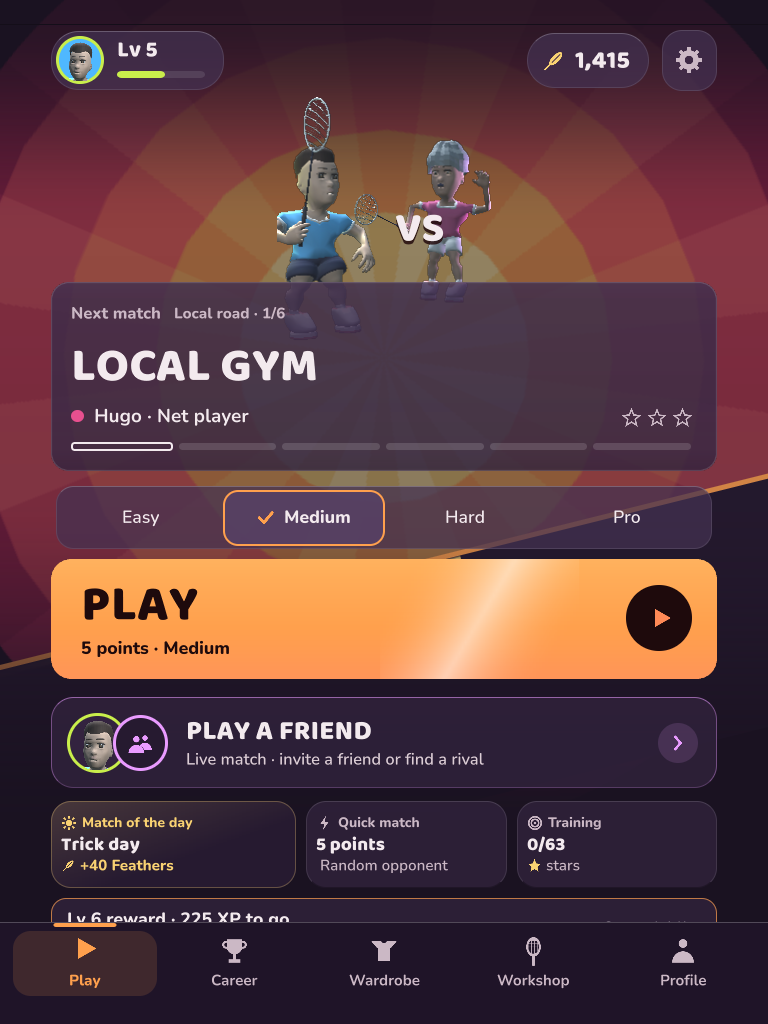 Lv 5
1,415
VS
Next match Local road · 1/6
LOCAL GYM
Hugo · Net player
Easy
Medium
Hard
Pro
PLAY
5 points · Medium
PLAY A FRIEND
Live match · invite a friend or find a rival
Match of the day
Trick day
+40 Feathers
Quick match
5 points
Random opponent
Training
0/63
stars
Lv 6 reward · 225 XP to go
Play
Career
Wardrobe
Workshop
Profile